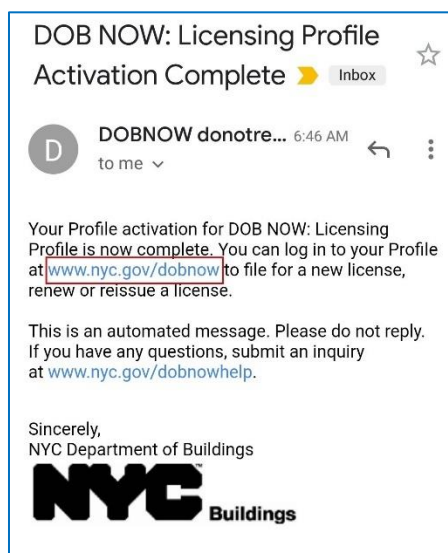 DOB NOW: Licensing Profile
Activation Complete Inbox
D
DOBNOW donotre... 6:46 AM
to me
Your Profile activation for DOB NOW: Licensing
Profile is now complete. You can log in to your Profile
at www.nyc.gov/dobnow to file for a new license,
renew or reissue a license.
This is an automated message. Please do not reply.
If you have any questions, submit an inquiry
at www.nyc.gov/dobnowhelp.
Sincerely,
NYC Department of Buildings
NYC Buildings